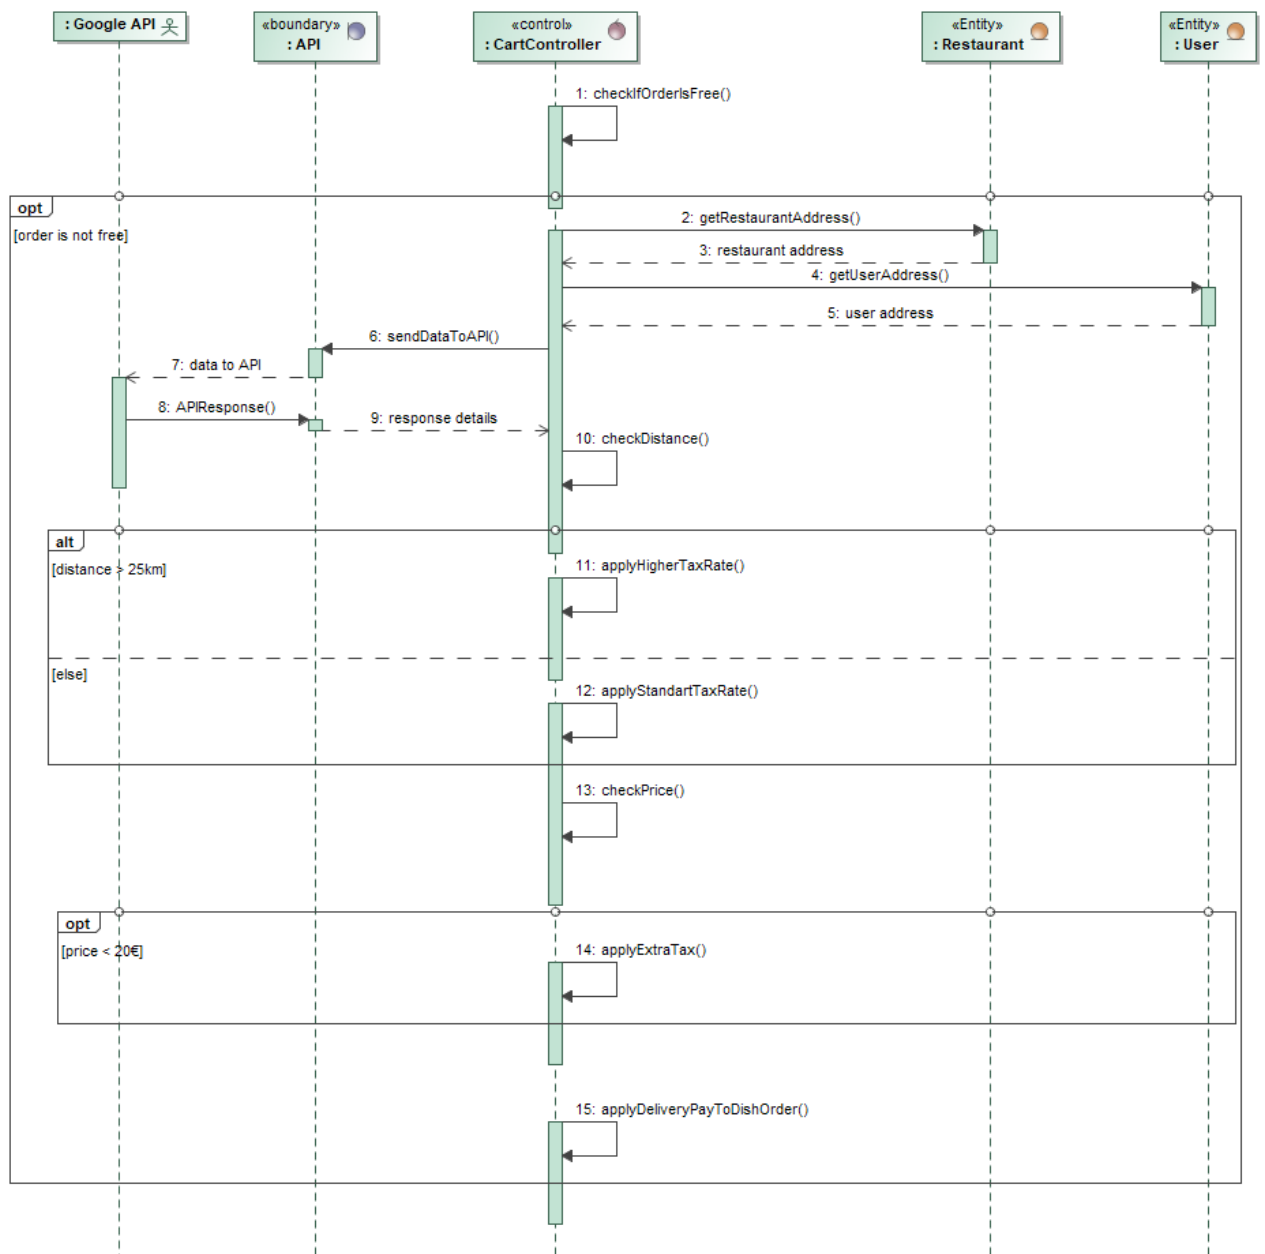 : Google API
«boundary»
: API
«control»
: CartController
«Entity»
: Restaurant
«Entity»
: User
1: checkIfOrderIsFree()
opt
[order is not free]
2: getRestaurantAddress()
3: restaurant address
4: getUserAddress()
5: user address
6: sendDataToAPI()
7: data to API
8: APIResponse()
9: response details
10: checkDistance()
alt
[distance > 25km]
11: applyHigherTaxRate()
[else]
12: applyStandartTaxRate()
13: checkPrice()
opt
[price < 20€]
14: applyExtraTax()
15: applyDeliveryPayToDishOrder()